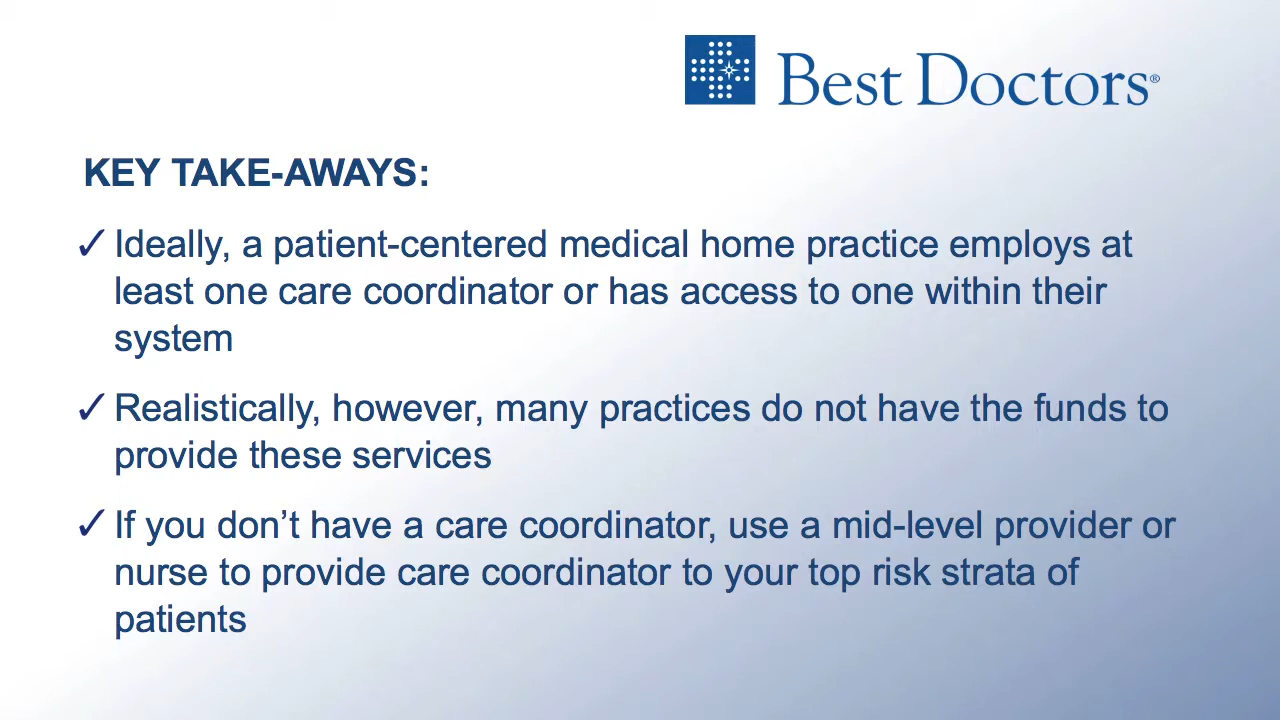 Best Doctors®
KEY TAKE-AWAYS:
✓ Ideally, a patient-centered medical home practice employs at
least one care coordinator or has access to one within their
system
✓ Realistically, however, many practices do not have the funds to
provide these services
✓ If you don’t have a care coordinator, use a mid-level provider or
nurse to provide care coordinator to your top risk strata of
patients